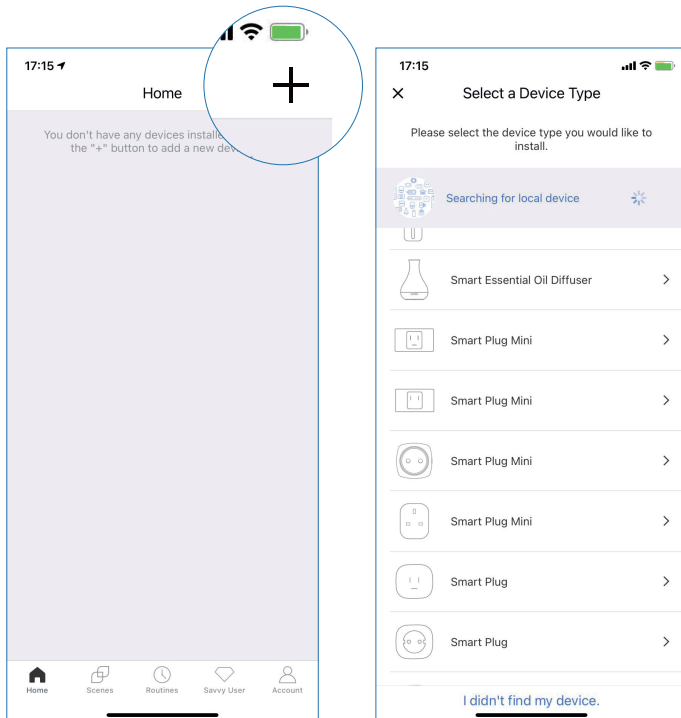 17:15
Home
You don't have any devices
the "+" button to add a new
Home
Scenes
Routines
Savvy User
Account
17:15
Select a Device Type
Please select the device type you would like to
install.
Searching for local device
Smart Essential Oil Diffuser
Smart Plug Mini
Smart Plug Mini
Smart Plug Mini
Smart Plug Mini
Smart Plug
Smart Plug
I didn't find my device.